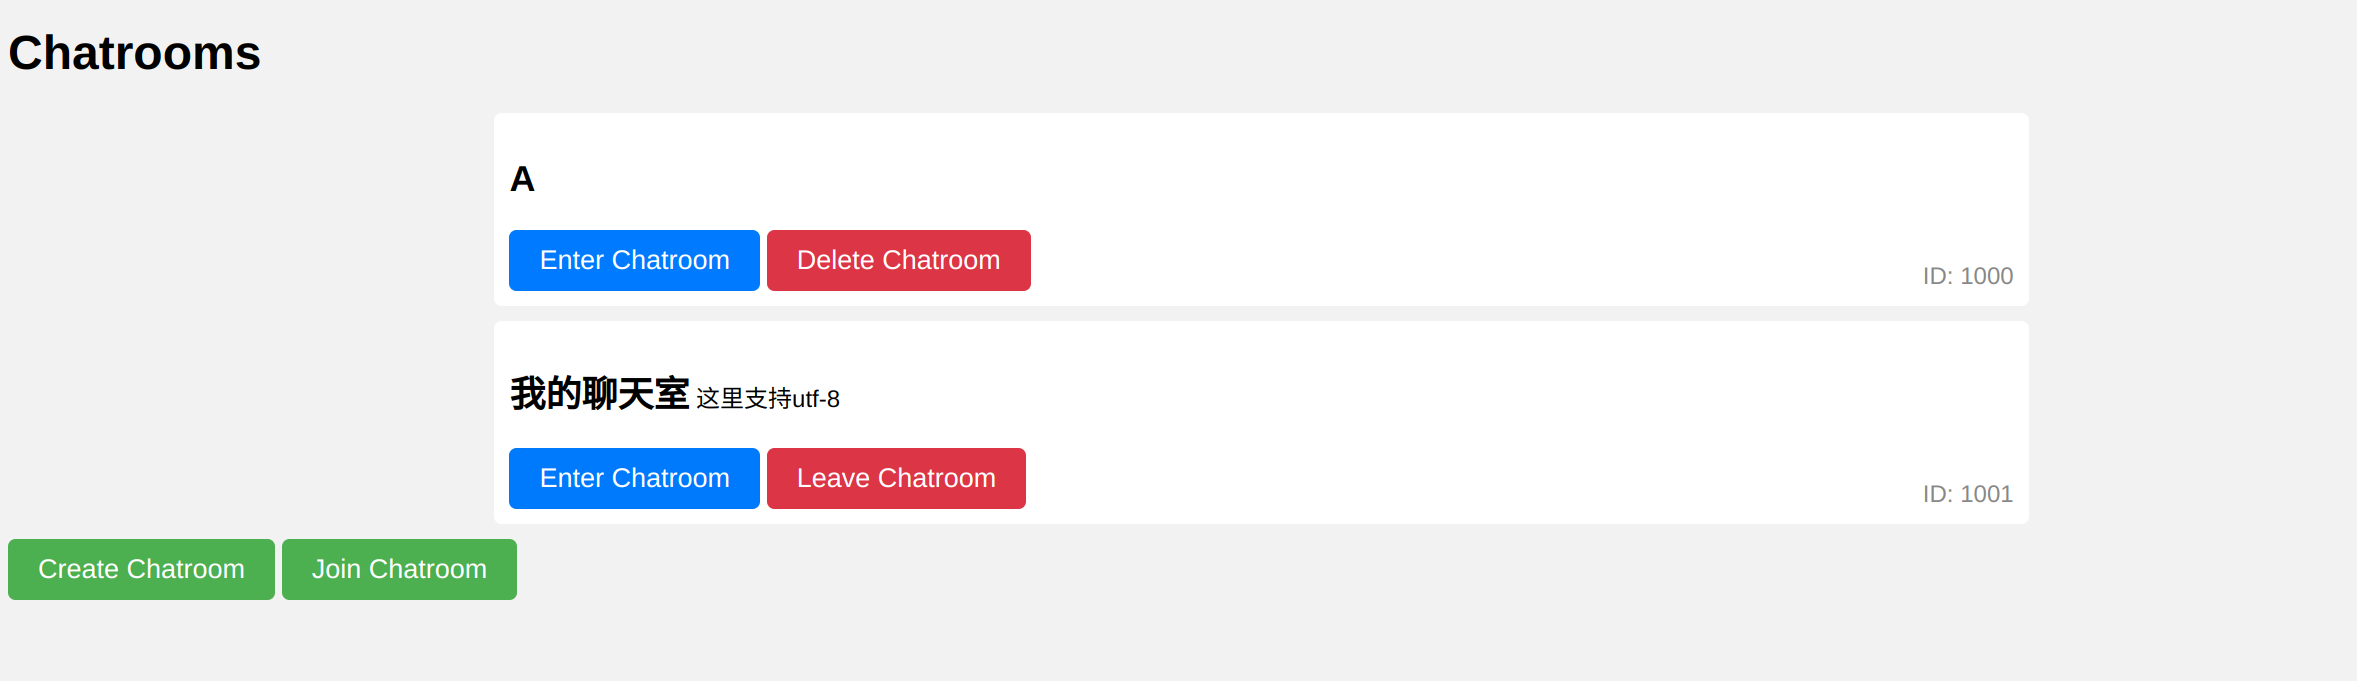 Chatrooms
A
Enter Chatroom Delete Chatroom ID: 1000
我的聊天室 这里支持utf-8
Enter Chatroom Leave Chatroom ID: 1001
Create Chatroom Join Chatroom